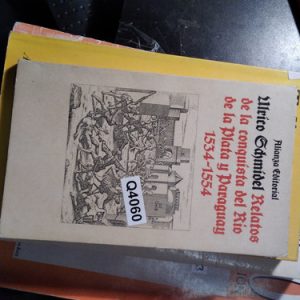 Alianza Editorial
Ulrico Schmidel Relatos
de la conquista del Río
de la Plata y Paraguay
1534-1554
Q4060